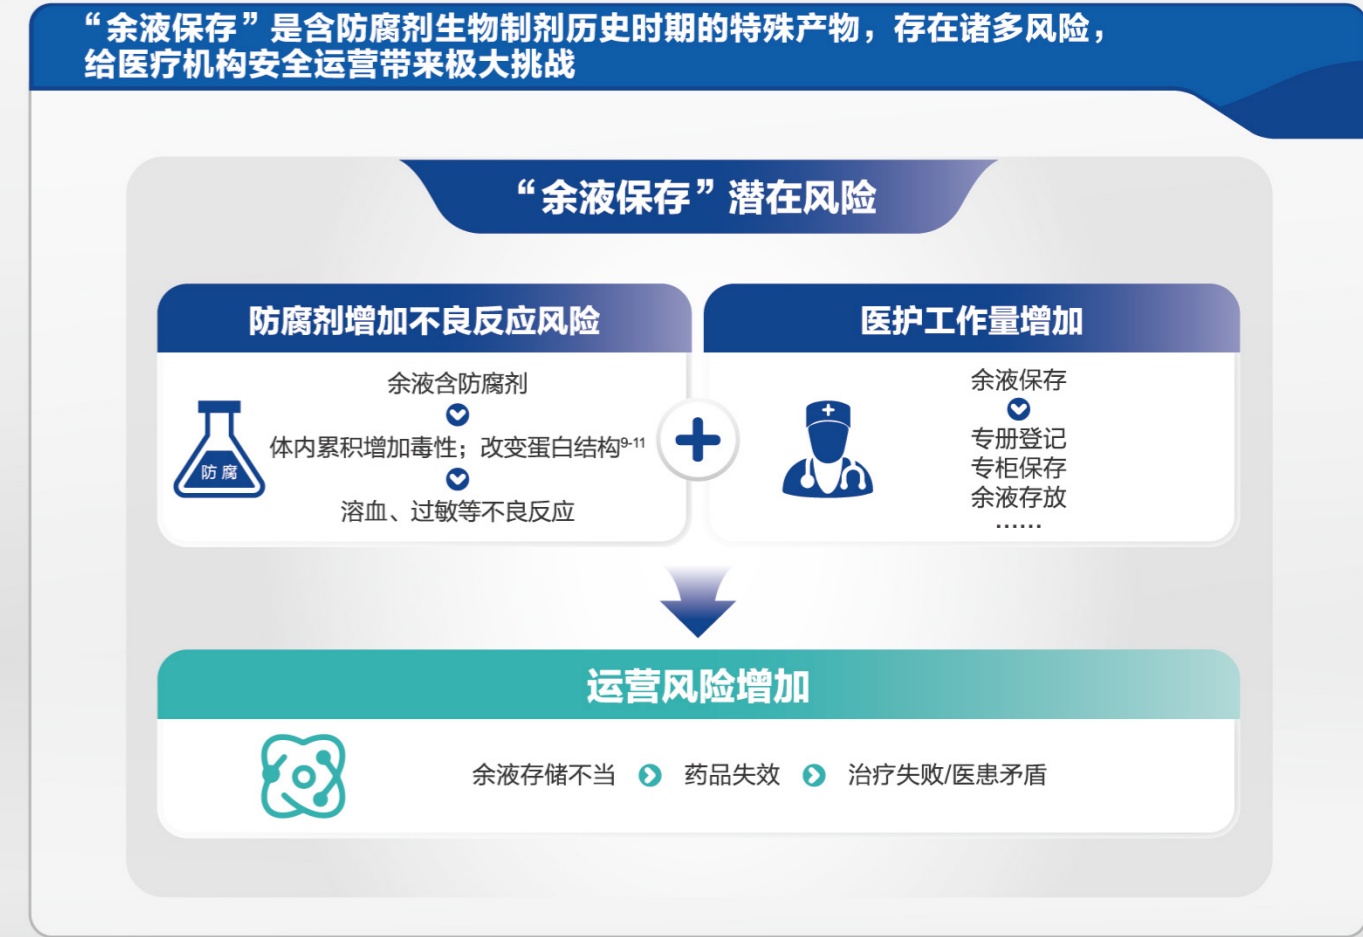 “余液保存”是含防腐剂生物制剂历史时期的特殊产物，存在诸多风险，
给医疗机构安全运营带来极大挑战
“余液保存”潜在风险
防腐剂增加不良反应风险
余液含防腐剂
体内累积增加毒性；改变蛋白结构9-11
溶血、过敏等不良反应
防腐
医护工作量增加
余液保存
专册登记
专柜保存
余液存放
……
运营风险增加
余液存储不当 药品失效 治疗失败/医患矛盾